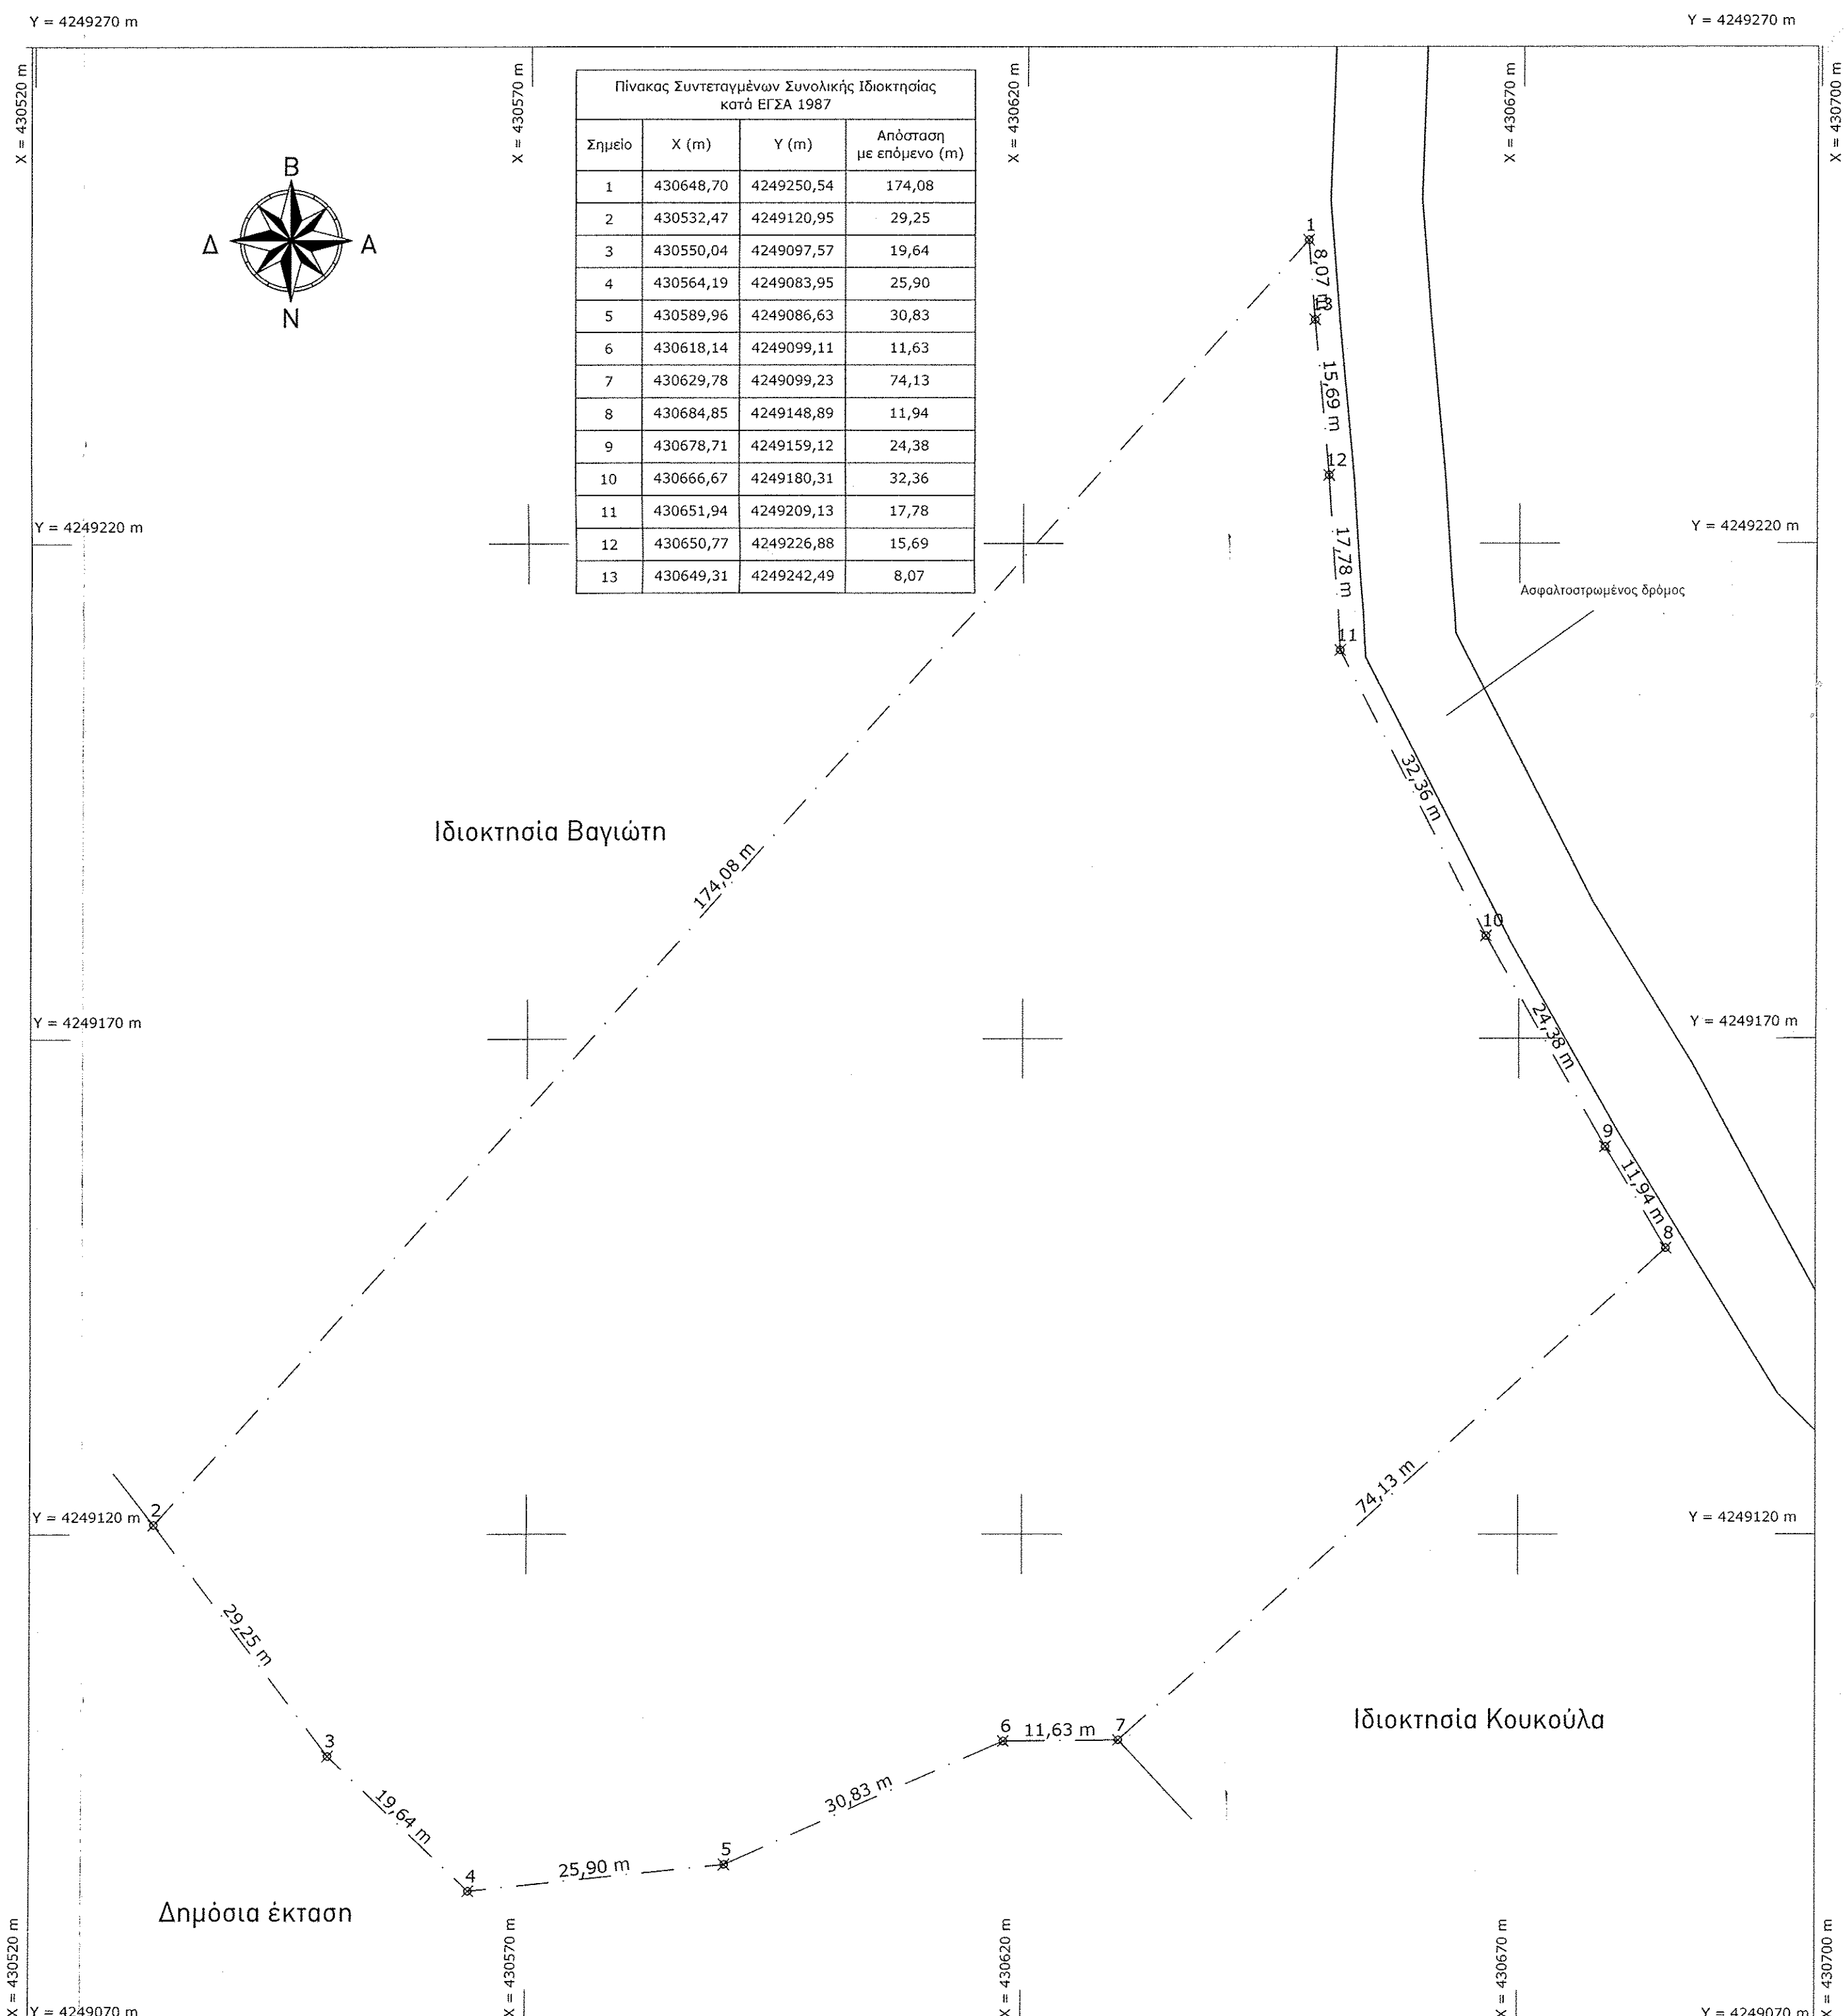 Y = 4249270 m
Y = 4249270 m
X = 430520 m
X = 430570 m
X = 430620 m
X = 430670 m
X = 430700 m
Πίνακας Συντεταγμένων Συνολικής Ιδιοκτησίας
κατά ΕΓΣΑ 1987
Σημείο X (m) Y (m) Απόσταση
με επόμενο (m)
1 430648,70 4249250,54 174,08
2 430532,47 4249120,95 29,25
3 430550,04 4249097,57 19,64
4 430564,19 4249083,95 25,90
5 430589,96 4249086,63 30,83
6 430618,14 4249099,11 11,63
7 430629,78 4249099,23 74,13
8 430684,85 4249148,89 11,94
9 430678,71 4249159,12 24,38
10 430666,67 4249180,31 32,36
11 430651,94 4249209,13 17,78
12 430650,77 4249226,88 15,69
13 430649,31 4249242,49 8,07
Β
Δ
Α
Ν
1
8,07 m
13
15,69 m
12
Y = 4249220 m
Y = 4249220 m
17,78 m
Ασφαλτοστρωμένος δρόμος
11
32,36 m
Ιδιοκτησία Βαγιώτη
174,08 m
10
Y = 4249170 m
Y = 4249170 m
24,38 m
9
11,94 m
8
74,13 m
2
Y = 4249120 m
Y = 4249120 m
29,25 m
3
19,64 m
4
25,90 m
5
30,83 m
6
11,63 m
7
Ιδιοκτησία Κουκούλα
Δημόσια έκταση
X = 430520 m
X = 430570 m
X = 430620 m
X = 430670 m
X = 430700 m
Y = 4249070 m
Y = 4249070 m